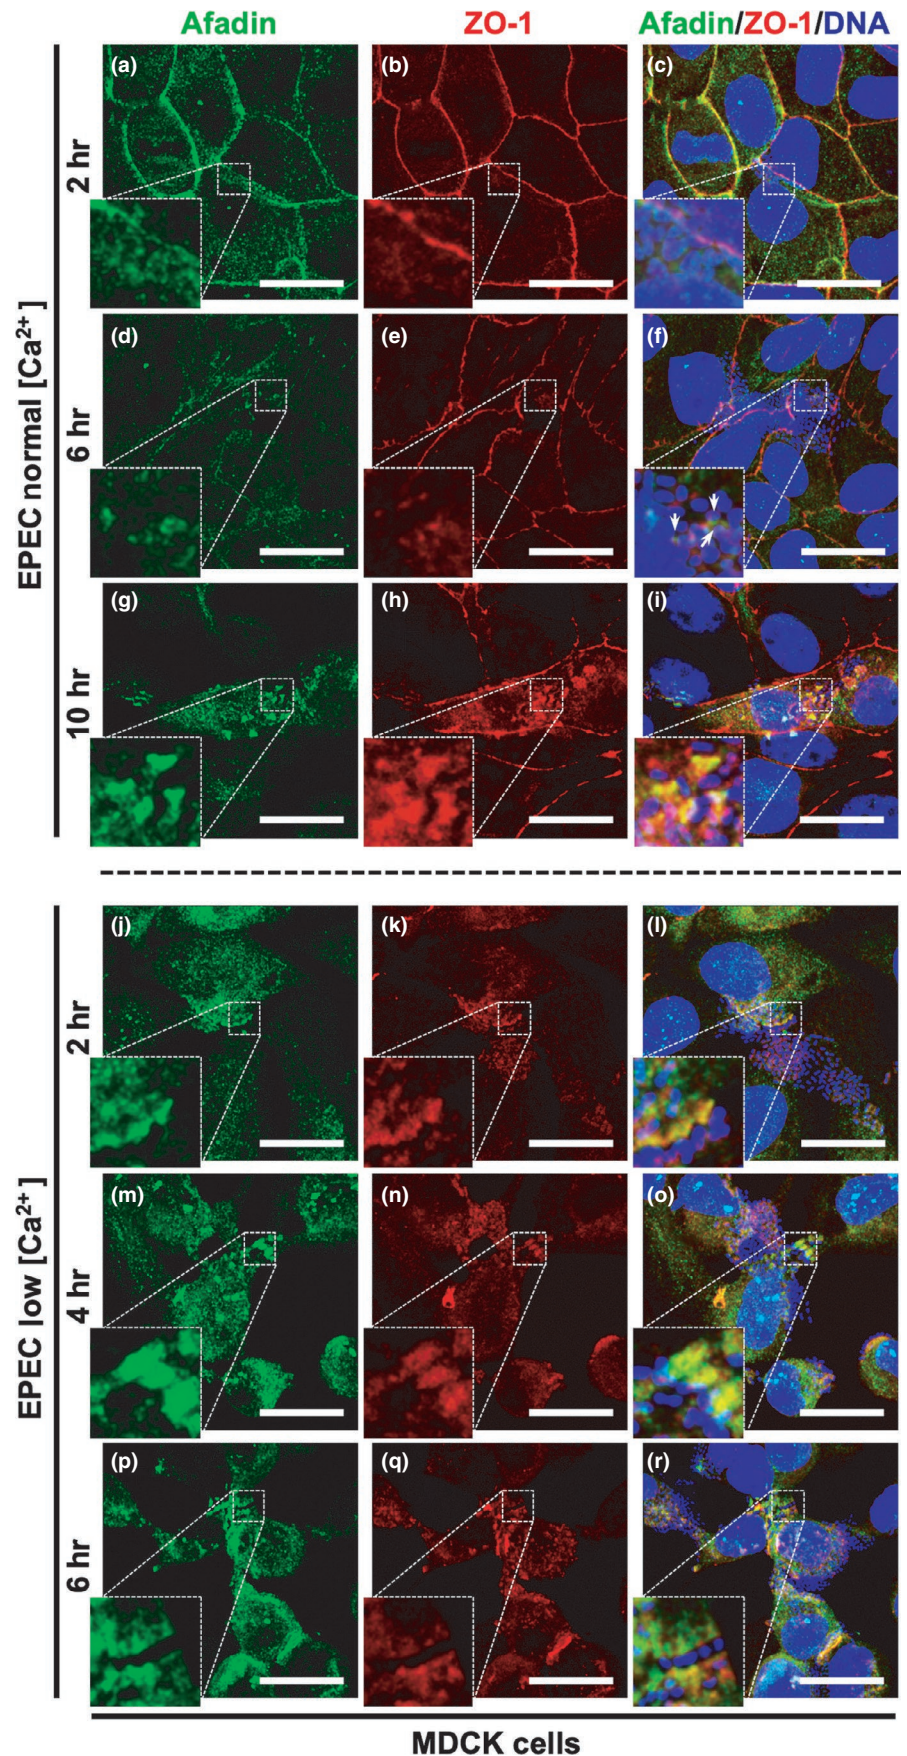 Afadin ZO-1 Afadin/ZO-1/DNA
EPEC normal [Ca²⁺]
2 hr
(a) (b) (c)
6 hr
(d) (e) (f)
10 hr
(g) (h) (i)
EPEC low [Ca²⁺]
2 hr
(j) (k) (l)
4 hr
(m) (n) (o)
6 hr
(p) (q) (r)
MDCK cells